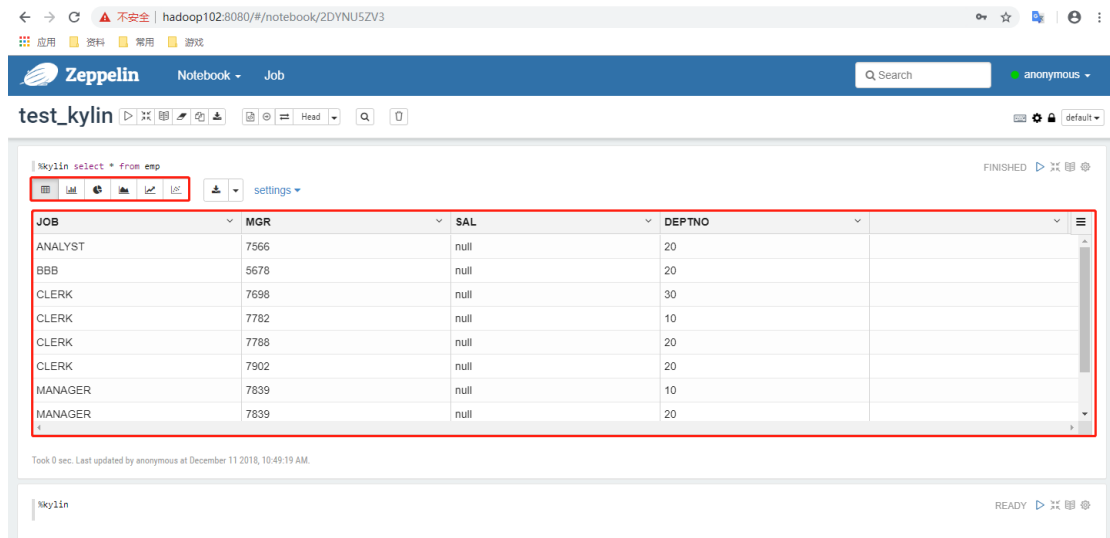 不安全 | hadoop102:8080/#/notebook/2DYNU5ZV3
应用 资料 常用 游戏
Zeppelin Notebook Job Search anonymous
test_kylin Head default
%kylin select * from emp FINISHED
settings
JOB MGR SAL DEPTNO
ANALYST 7566 null 20
BBB 5678 null 20
CLERK 7698 null 30
CLERK 7782 null 10
CLERK 7788 null 20
CLERK 7902 null 20
MANAGER 7839 null 10
MANAGER 7839 null 20
Took 0 sec. Last updated by anonymous at December 11 2018, 10:49:19 AM.
%kylin READY